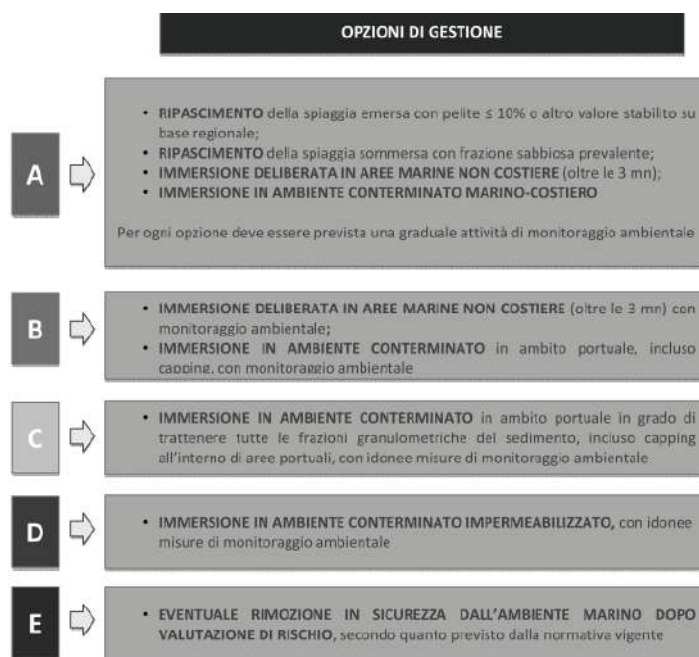 OPZIONI DI GESTIONE
A
• RIPASCIMENTO della spiaggia emersa con pelite ≤ 10% o altro valore stabilito su
base regionale;
• RIPASCIMENTO della spiaggia sommersa con frazione sabbiosa prevalente;
• IMMERSIONE DELIBERATA IN AREE MARINE NON COSTIERE (oltre le 3 mn);
• IMMERSIONE IN AMBIENTE CONTERMINATO MARINO-COSTIERO
Per ogni opzione deve essere prevista una graduale attività di monitoraggio ambientale
B
• IMMERSIONE DELIBERATA IN AREE MARINE NON COSTIERE (oltre le 3 mn) con
monitoraggio ambientale;
• IMMERSIONE IN AMBIENTE CONTERMINATO in ambito portuale, incluso
capping, con monitoraggio ambientale
C
• IMMERSIONE IN AMBIENTE CONTERMINATO in ambito portuale in grado di
trattenere tutte le frazioni granulometriche del sedimento, incluso capping
all'interno di aree portuali, con idonee misure di monitoraggio ambientale
D
• IMMERSIONE IN AMBIENTE CONTERMINATO IMPERMEABILIZZATO, con idonee
misure di monitoraggio ambientale
E
• EVENTUALE RIMOZIONE IN SICUREZZA DALL'AMBIENTE MARINO DOPO
VALUTAZIONE DI RISCHIO, secondo quanto previsto dalla normativa vigente